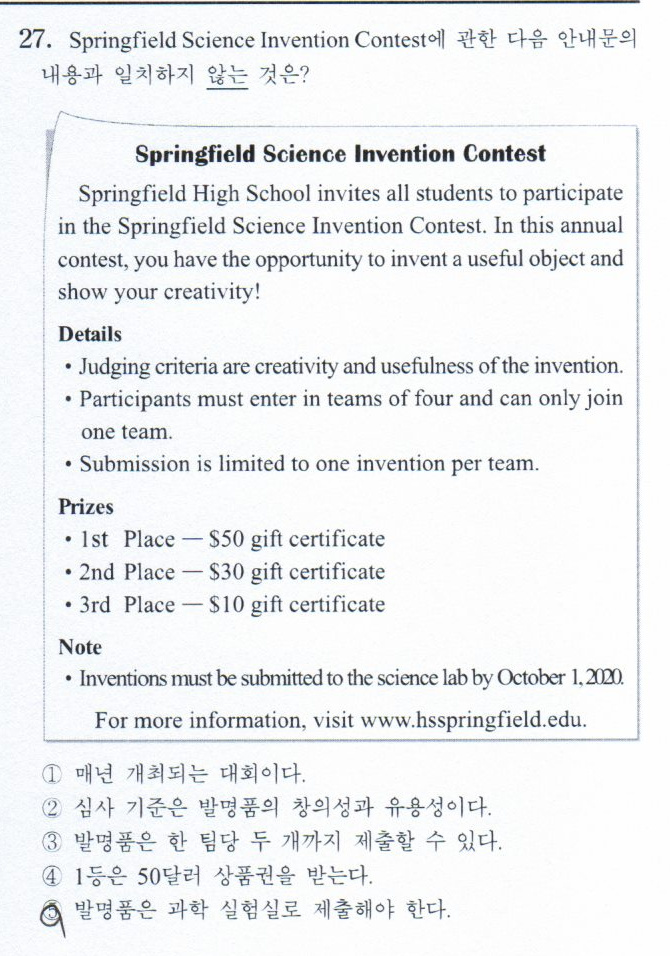 27. Springfield Science Invention Contest에 관한 다음 안내문의
내용과 일치하지 않는 것은?
Springfield Science Invention Contest
Springfield High School invites all students to participate
in the Springfield Science Invention Contest. In this annual
contest, you have the opportunity to invent a useful object and
show your creativity!
Details
• Judging criteria are creativity and usefulness of the invention.
• Participants must enter in teams of four and can only join
one team.
• Submission is limited to one invention per team.
Prizes
• 1st Place — $50 gift certificate
• 2nd Place — $30 gift certificate
• 3rd Place — $10 gift certificate
Note
• Inventions must be submitted to the science lab by October 1, 2020.
For more information, visit www.hsspringfield.edu.
① 매년 개최되는 대회이다.
② 심사 기준은 발명품의 창의성과 유용성이다.
③ 발명품은 한 팀당 두 개까지 제출할 수 있다.
④ 1등은 50달러 상품권을 받는다.
⑤ 발명품은 과학 실험실로 제출해야 한다.